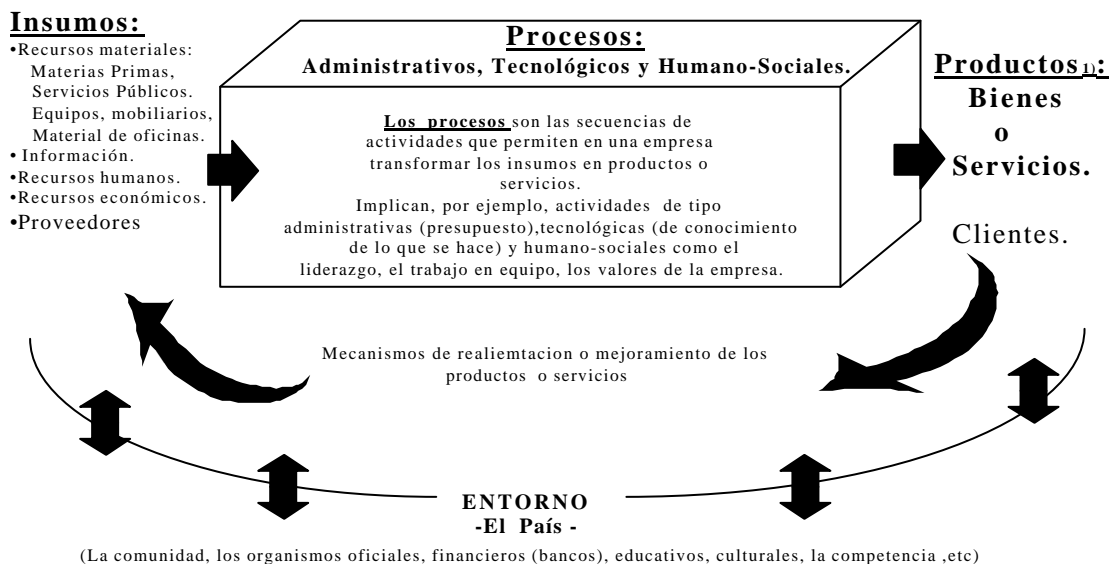 Insumos:
•Recursos materiales:
Materias Primas,
Servicios Públicos.
Equipos, mobiliarios,
Material de oficinas.
• Información.
•Recursos humanos.
•Recursos económicos.
•Proveedores
Procesos:
Administrativos, Tecnológicos y Humano-Sociales.
Los procesos son las secuencias de
actividades que permiten en una empresa
transformar los insumos en productos o
servicios.
Implican, por ejemplo, actividades de tipo
administrativas (presupuesto),tecnológicas (de conocimiento
de lo que se hace) y humano-sociales como el
liderazgo, el trabajo en equipo, los valores de la empresa.
Productos 1):
Bienes
o
Servicios.
Clientes.
Mecanismos de realiemtacion o mejoramiento de los
productos o servicios
ENTORNO
-El País -
(La comunidad, los organismos oficiales, financieros (bancos), educativos, culturales, la competencia ,etc)